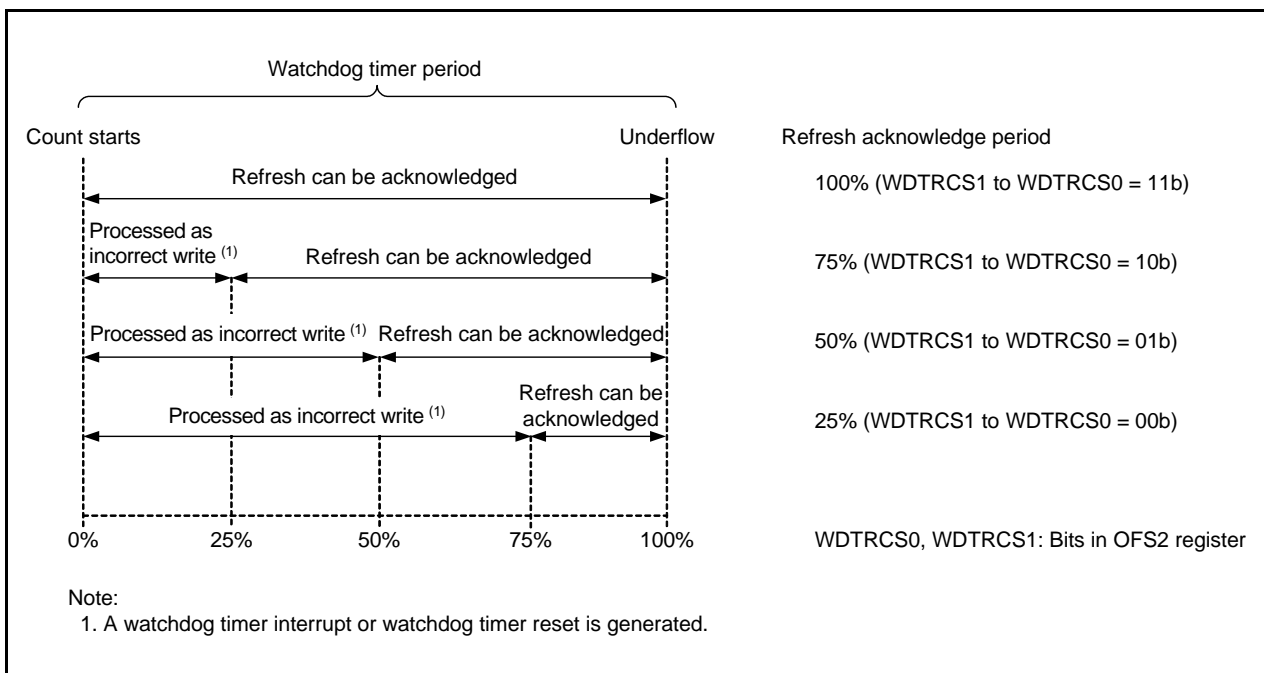 Watchdog timer period
Count starts
Underflow
Refresh acknowledge period
Refresh can be acknowledged
100% (WDTRCS1 to WDTRCS0 = 11b)
Processed as
incorrect write (1)
Refresh can be acknowledged
75% (WDTRCS1 to WDTRCS0 = 10b)
Processed as incorrect write (1)
Refresh can be acknowledged
50% (WDTRCS1 to WDTRCS0 = 01b)
Processed as incorrect write (1)
Refresh can be
acknowledged
25% (WDTRCS1 to WDTRCS0 = 00b)
0%
25%
50%
75%
100%
WDTRCS0, WDTRCS1: Bits in OFS2 register
Note:
1. A watchdog timer interrupt or watchdog timer reset is generated.